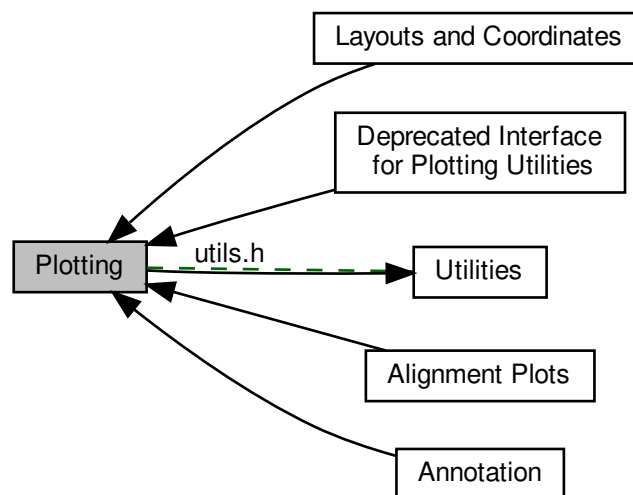 Layouts and Coordinates
Deprecated Interface
for Plotting Utilities
utils.h
Plotting
Utilities
Alignment Plots
Annotation